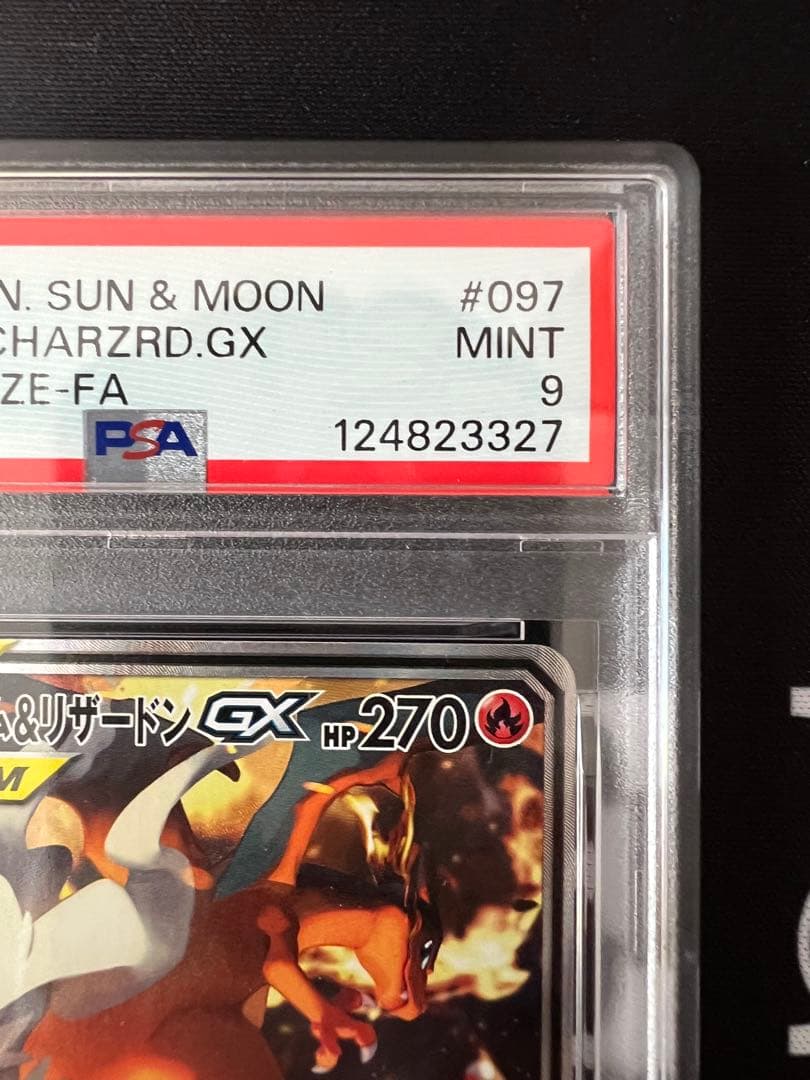 N. SUN & MOON #097
CHARZRD.GX MINT
ZE-FA 9
PSA 124823327
&リザードンGX HP270
M